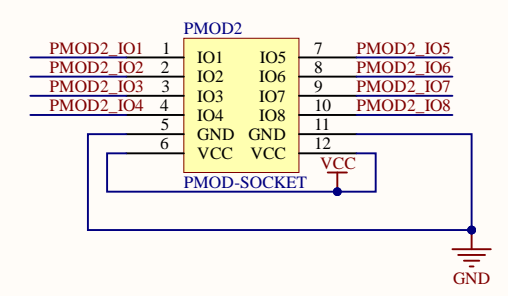 PMOD2
PMOD2_IO1 1 IO1 IO5 7 PMOD2_IO5
PMOD2_IO2 2 IO2 IO6 8 PMOD2_IO6
PMOD2_IO3 3 IO3 IO7 9 PMOD2_IO7
PMOD2_IO4 4 IO4 IO8 10 PMOD2_IO8
5 GND GND 11
6 VCC VCC 12
VCC
PMOD-SOCKET
GND